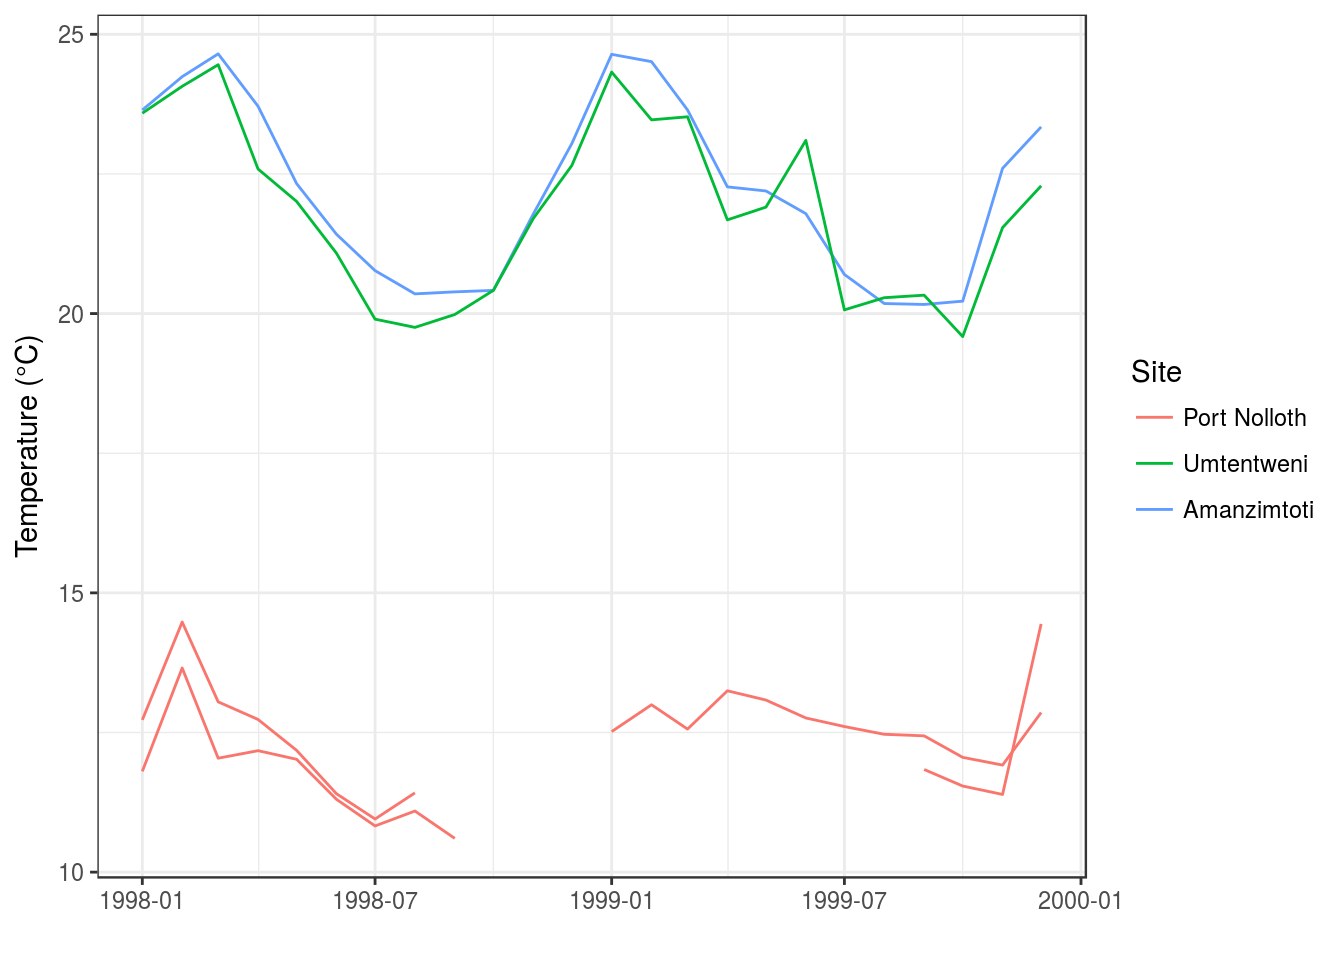 25
20
15
10
Temperature (°C)
1998-01
1998-07
1999-01
1999-07
2000-01
Site
Port Nolloth
Umtentweni
Amanzimtoti